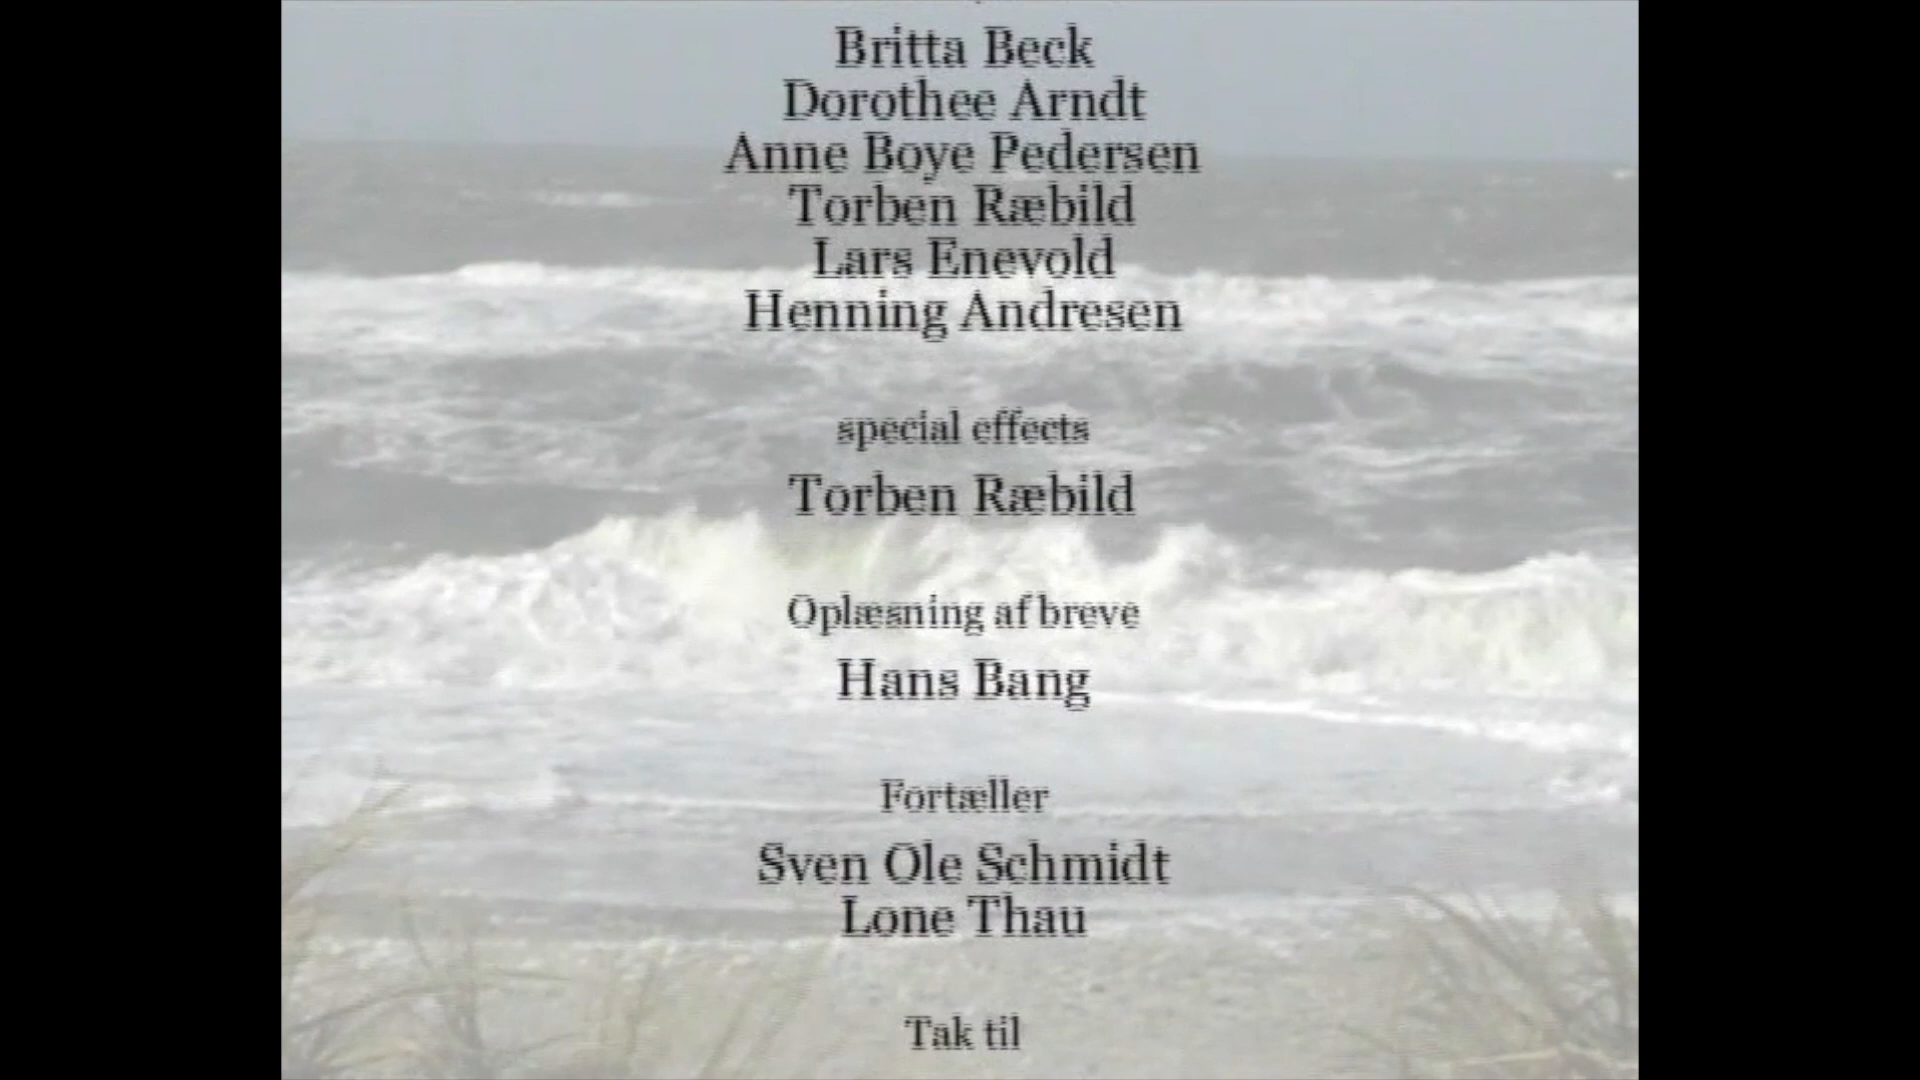 Britta Beck
Dorothee Arndt
Anne Boye Pedersen
Torben Ræbild
Lars Enevold
Henning Andresen
special effects
Torben Ræbild
Oplæsning af breve
Hans Bang
Fortæller
Sven Ole Schmidt
Lone Thau
Tak til